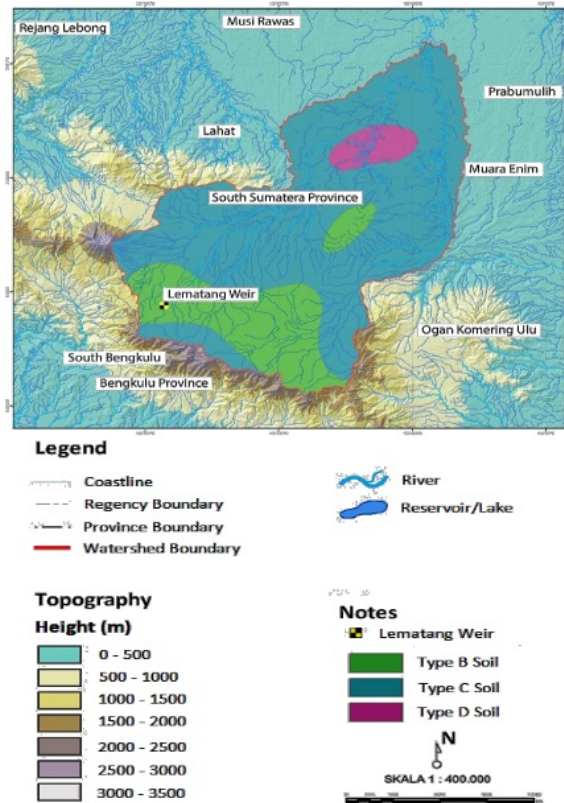 Rejang Lebong
Musi Rawas
Prabumulih
Lahat
Muara Enim
South Sumatera Province
Lematang Weir
Ogan Komering Ulu
South Bengkulu
Bengkulu Province
Legend
Coastline
Regency Boundary
Province Boundary
Watershed Boundary
River
Reservoir/Lake
Topography
Height (m)
0 - 500
500 - 1000
1000 - 1500
1500 - 2000
2000 - 2500
2500 - 3000
3000 - 3500
Notes
Lematang Weir
Type B Soil
Type C Soil
Type D Soil
N
SKALA 1 : 400.000